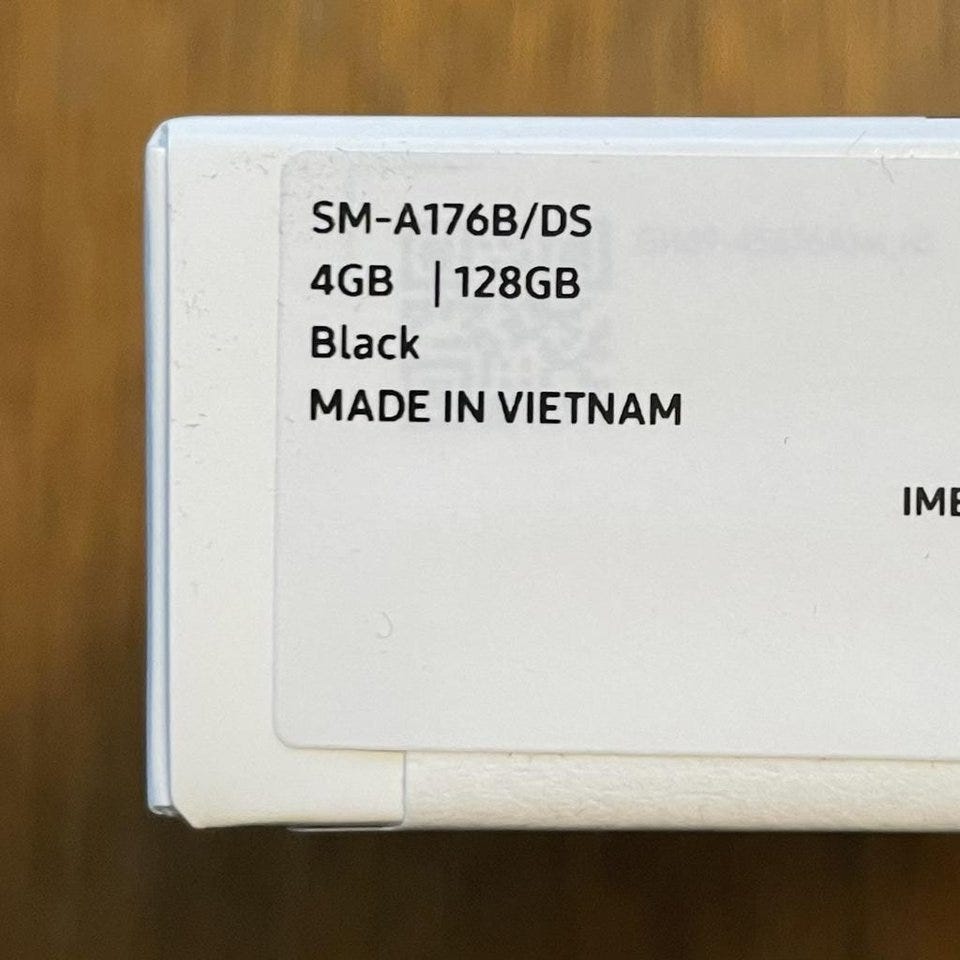 SM-A176B/DS
4GB | 128GB
Black
MADE IN VIETNAM
IME